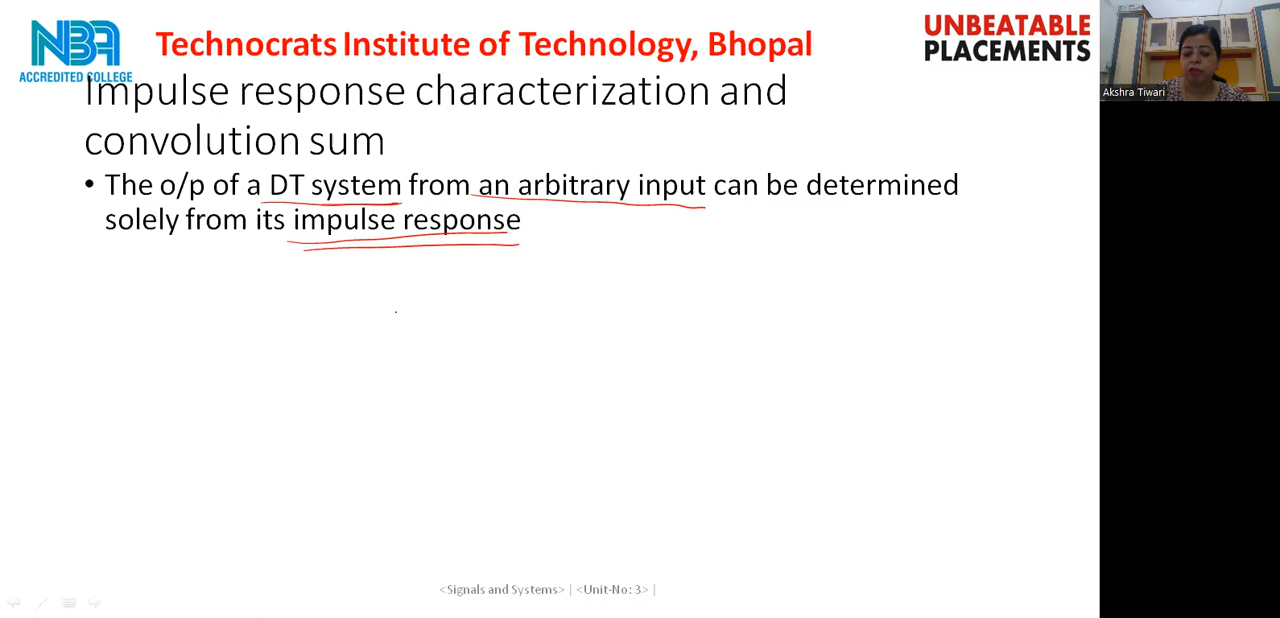 NBA
ACCREDITED COLLEGE
Technocrats Institute of Technology, Bhopal
UNBEATABLE
PLACEMENTS
Akshra Tiwari
Impulse response characterization and
convolution sum
• The o/p of a DT system from an arbitrary input can be determined
solely from its impulse response
<Signals and Systems> | <Unit-No: 3> |